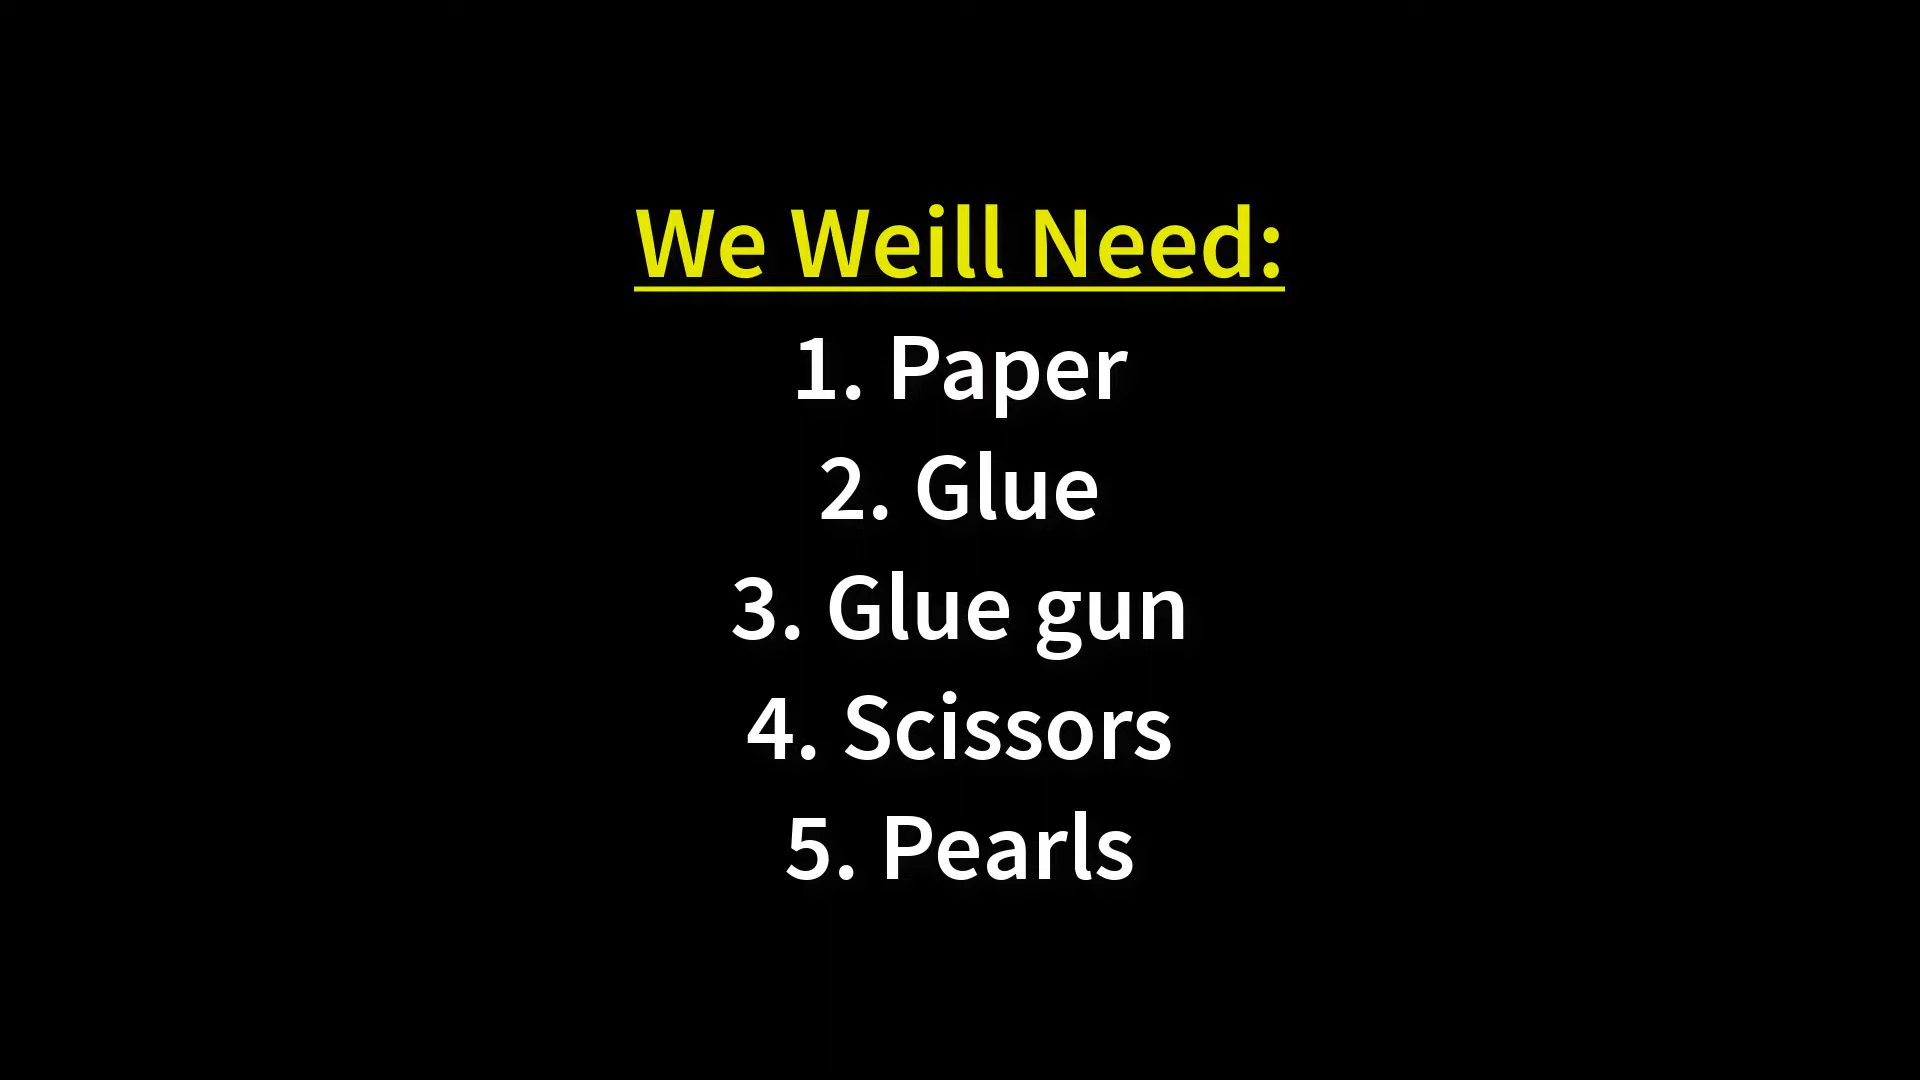 We Weill Need:
1. Paper
2. Glue
3. Glue gun
4. Scissors
5. Pearls